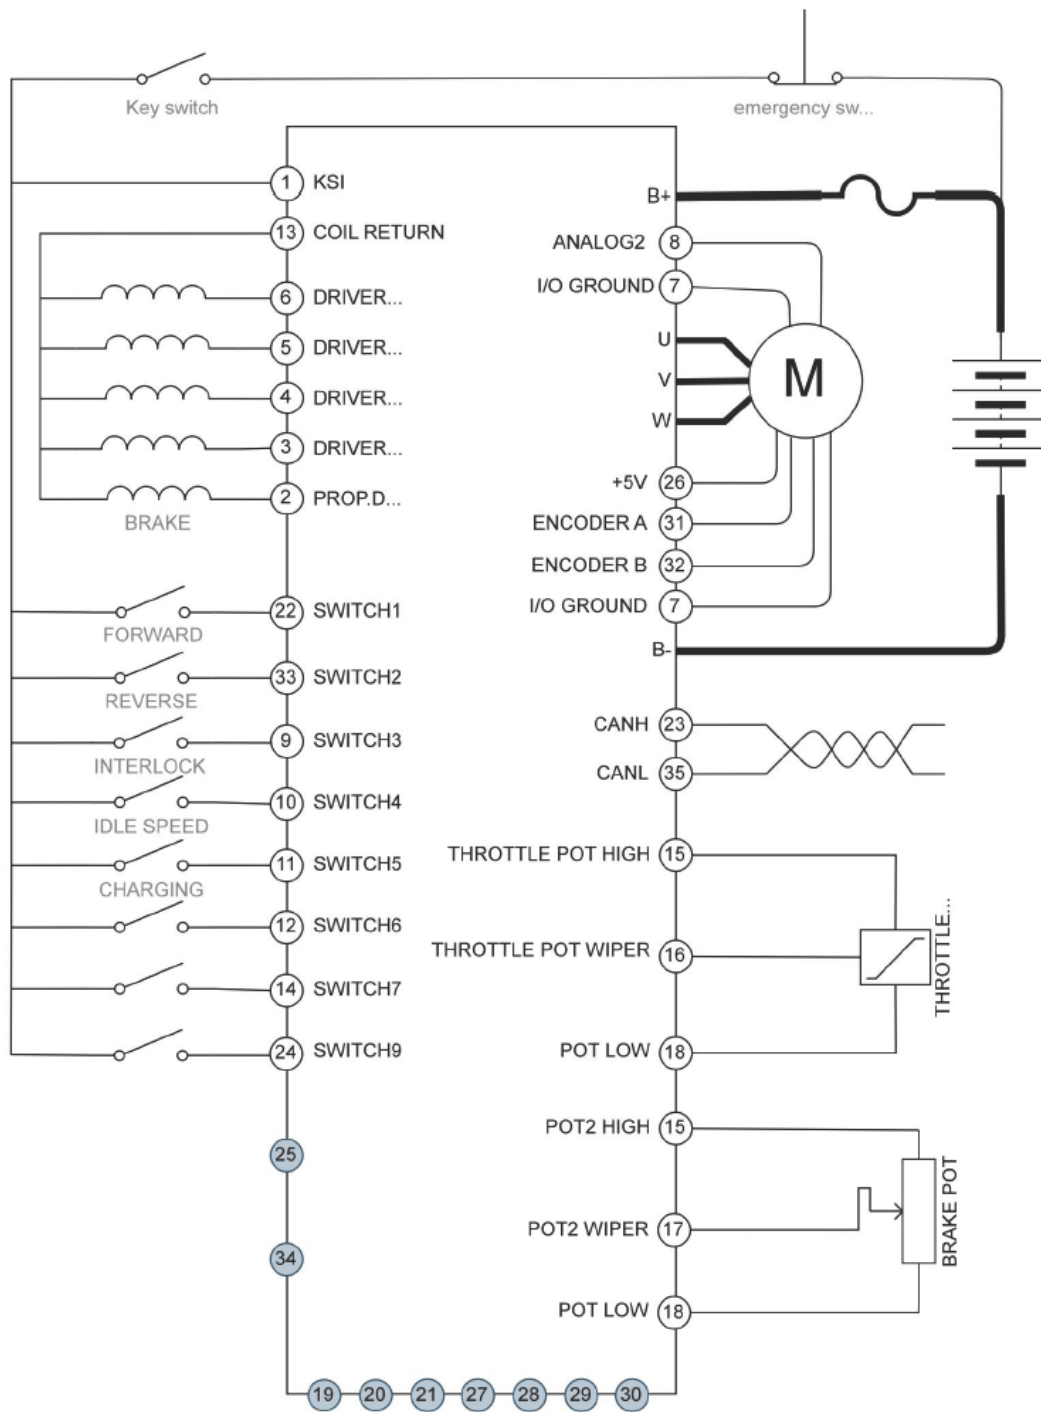 Key switch
emergency sw...
1 KSI
13 COIL RETURN
6 DRIVER...
5 DRIVER...
4 DRIVER...
3 DRIVER...
2 PROP.D...
BRAKE
22 SWITCH1
FORWARD
33 SWITCH2
REVERSE
9 SWITCH3
INTERLOCK
10 SWITCH4
IDLE SPEED
11 SWITCH5
CHARGING
12 SWITCH6
14 SWITCH7
24 SWITCH9
25
34
19 20 21 27 28 29 30
B+
ANALOG2 8
I/O GROUND 7
U
V
W
M
+5V 26
ENCODER A 31
ENCODER B 32
I/O GROUND 7
B-
CANH 23
CANL 35
THROTTLE POT HIGH 15
THROTTLE POT WIPER 16
POT LOW 18
THROTTLE...
POT2 HIGH 15
POT2 WIPER 17
POT LOW 18
BRAKE POT